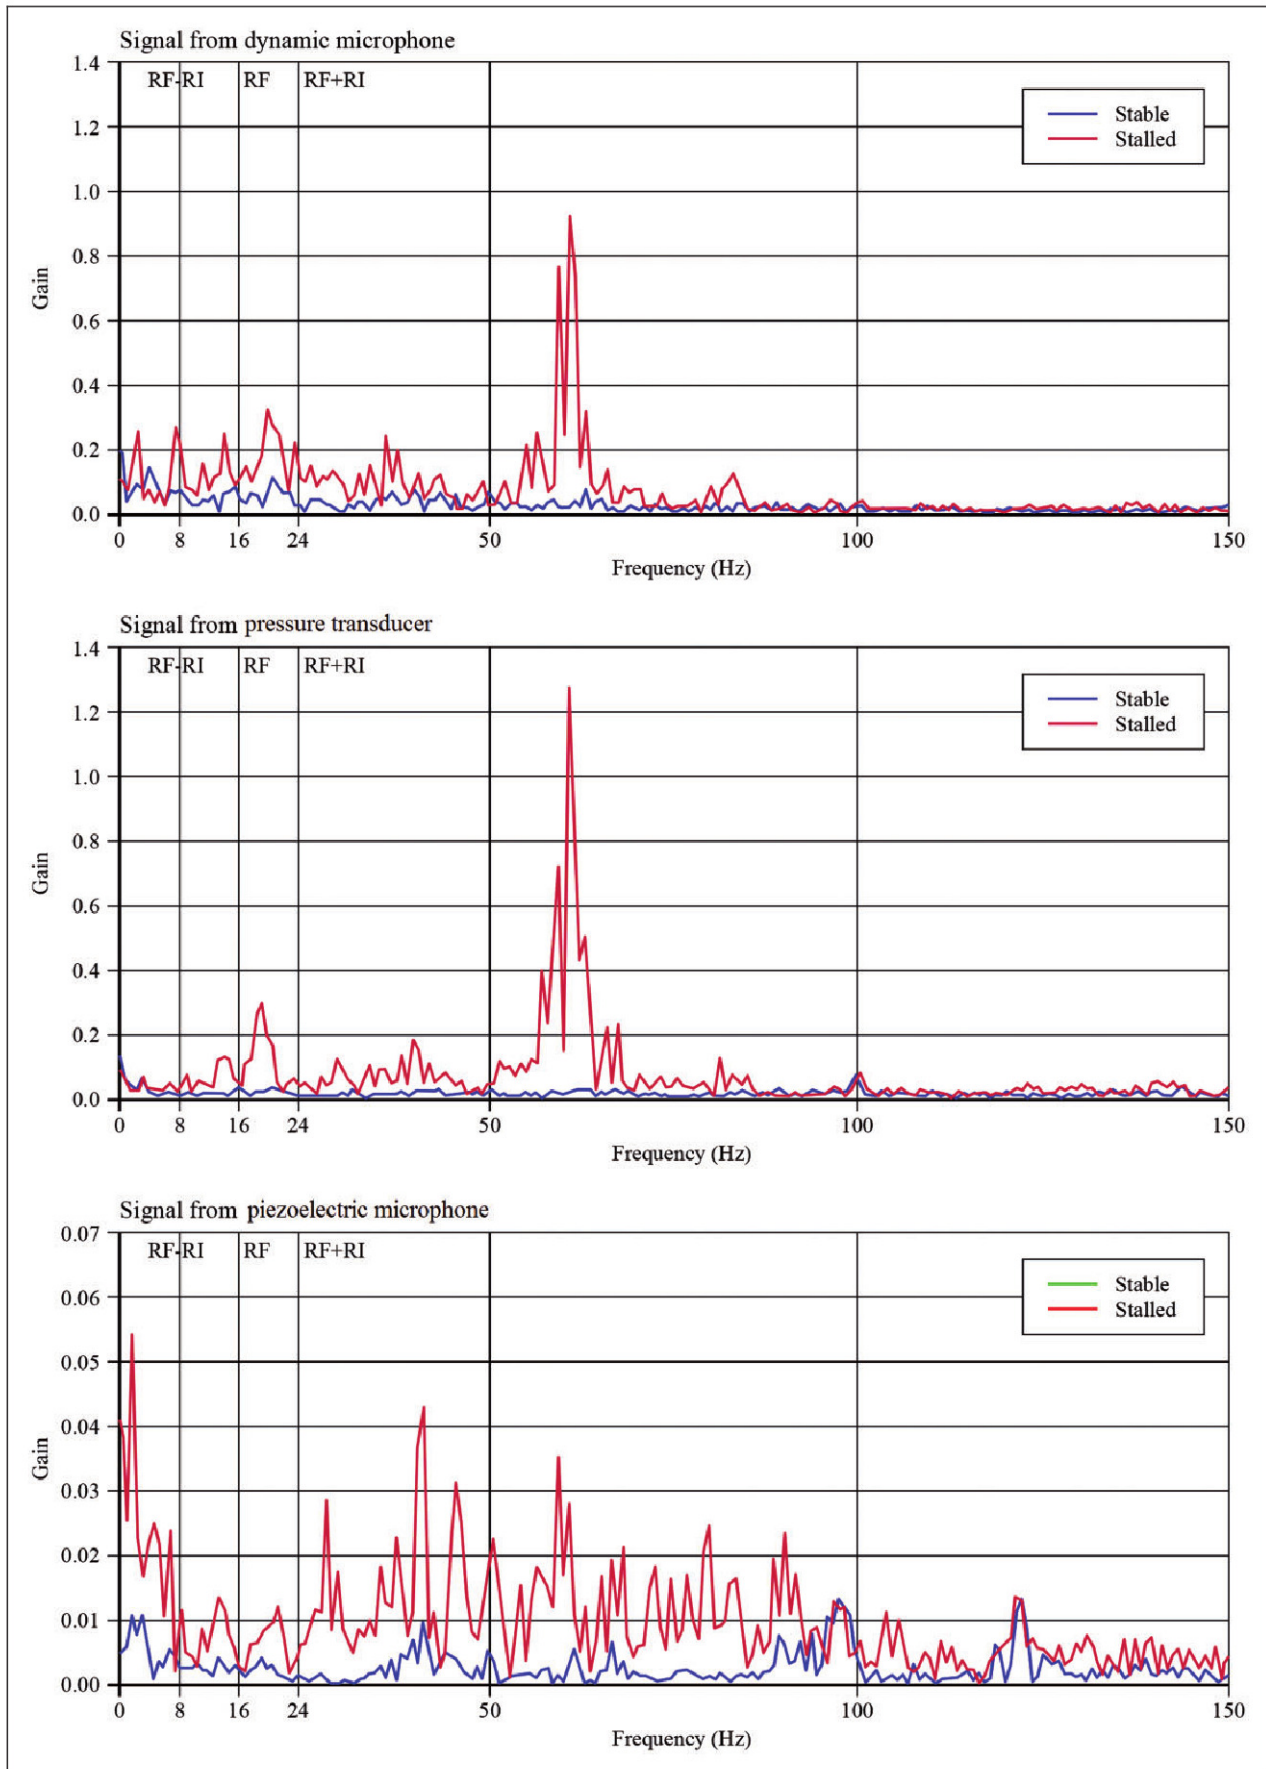 Signal from dynamic microphone
1.4
RF-RI RF RF+RI
Stable
1.2
Stalled
1.0
0.8
Gain
0.6
0.4
0.2
0.0
0 8 16 24 50 100 150
Frequency (Hz)
Signal from pressure transducer
1.4
RF-RI RF RF+RI
Stable
1.2
Stalled
1.0
0.8
Gain
0.6
0.4
0.2
0.0
0 8 16 24 50 100 150
Frequency (Hz)
Signal from piezoelectric microphone
0.07
RF-RI RF RF+RI
Stable
0.06
Stalled
0.05
0.04
Gain
0.03
0.02
0.01
0.00
0 8 16 24 50 100 150
Frequency (Hz)